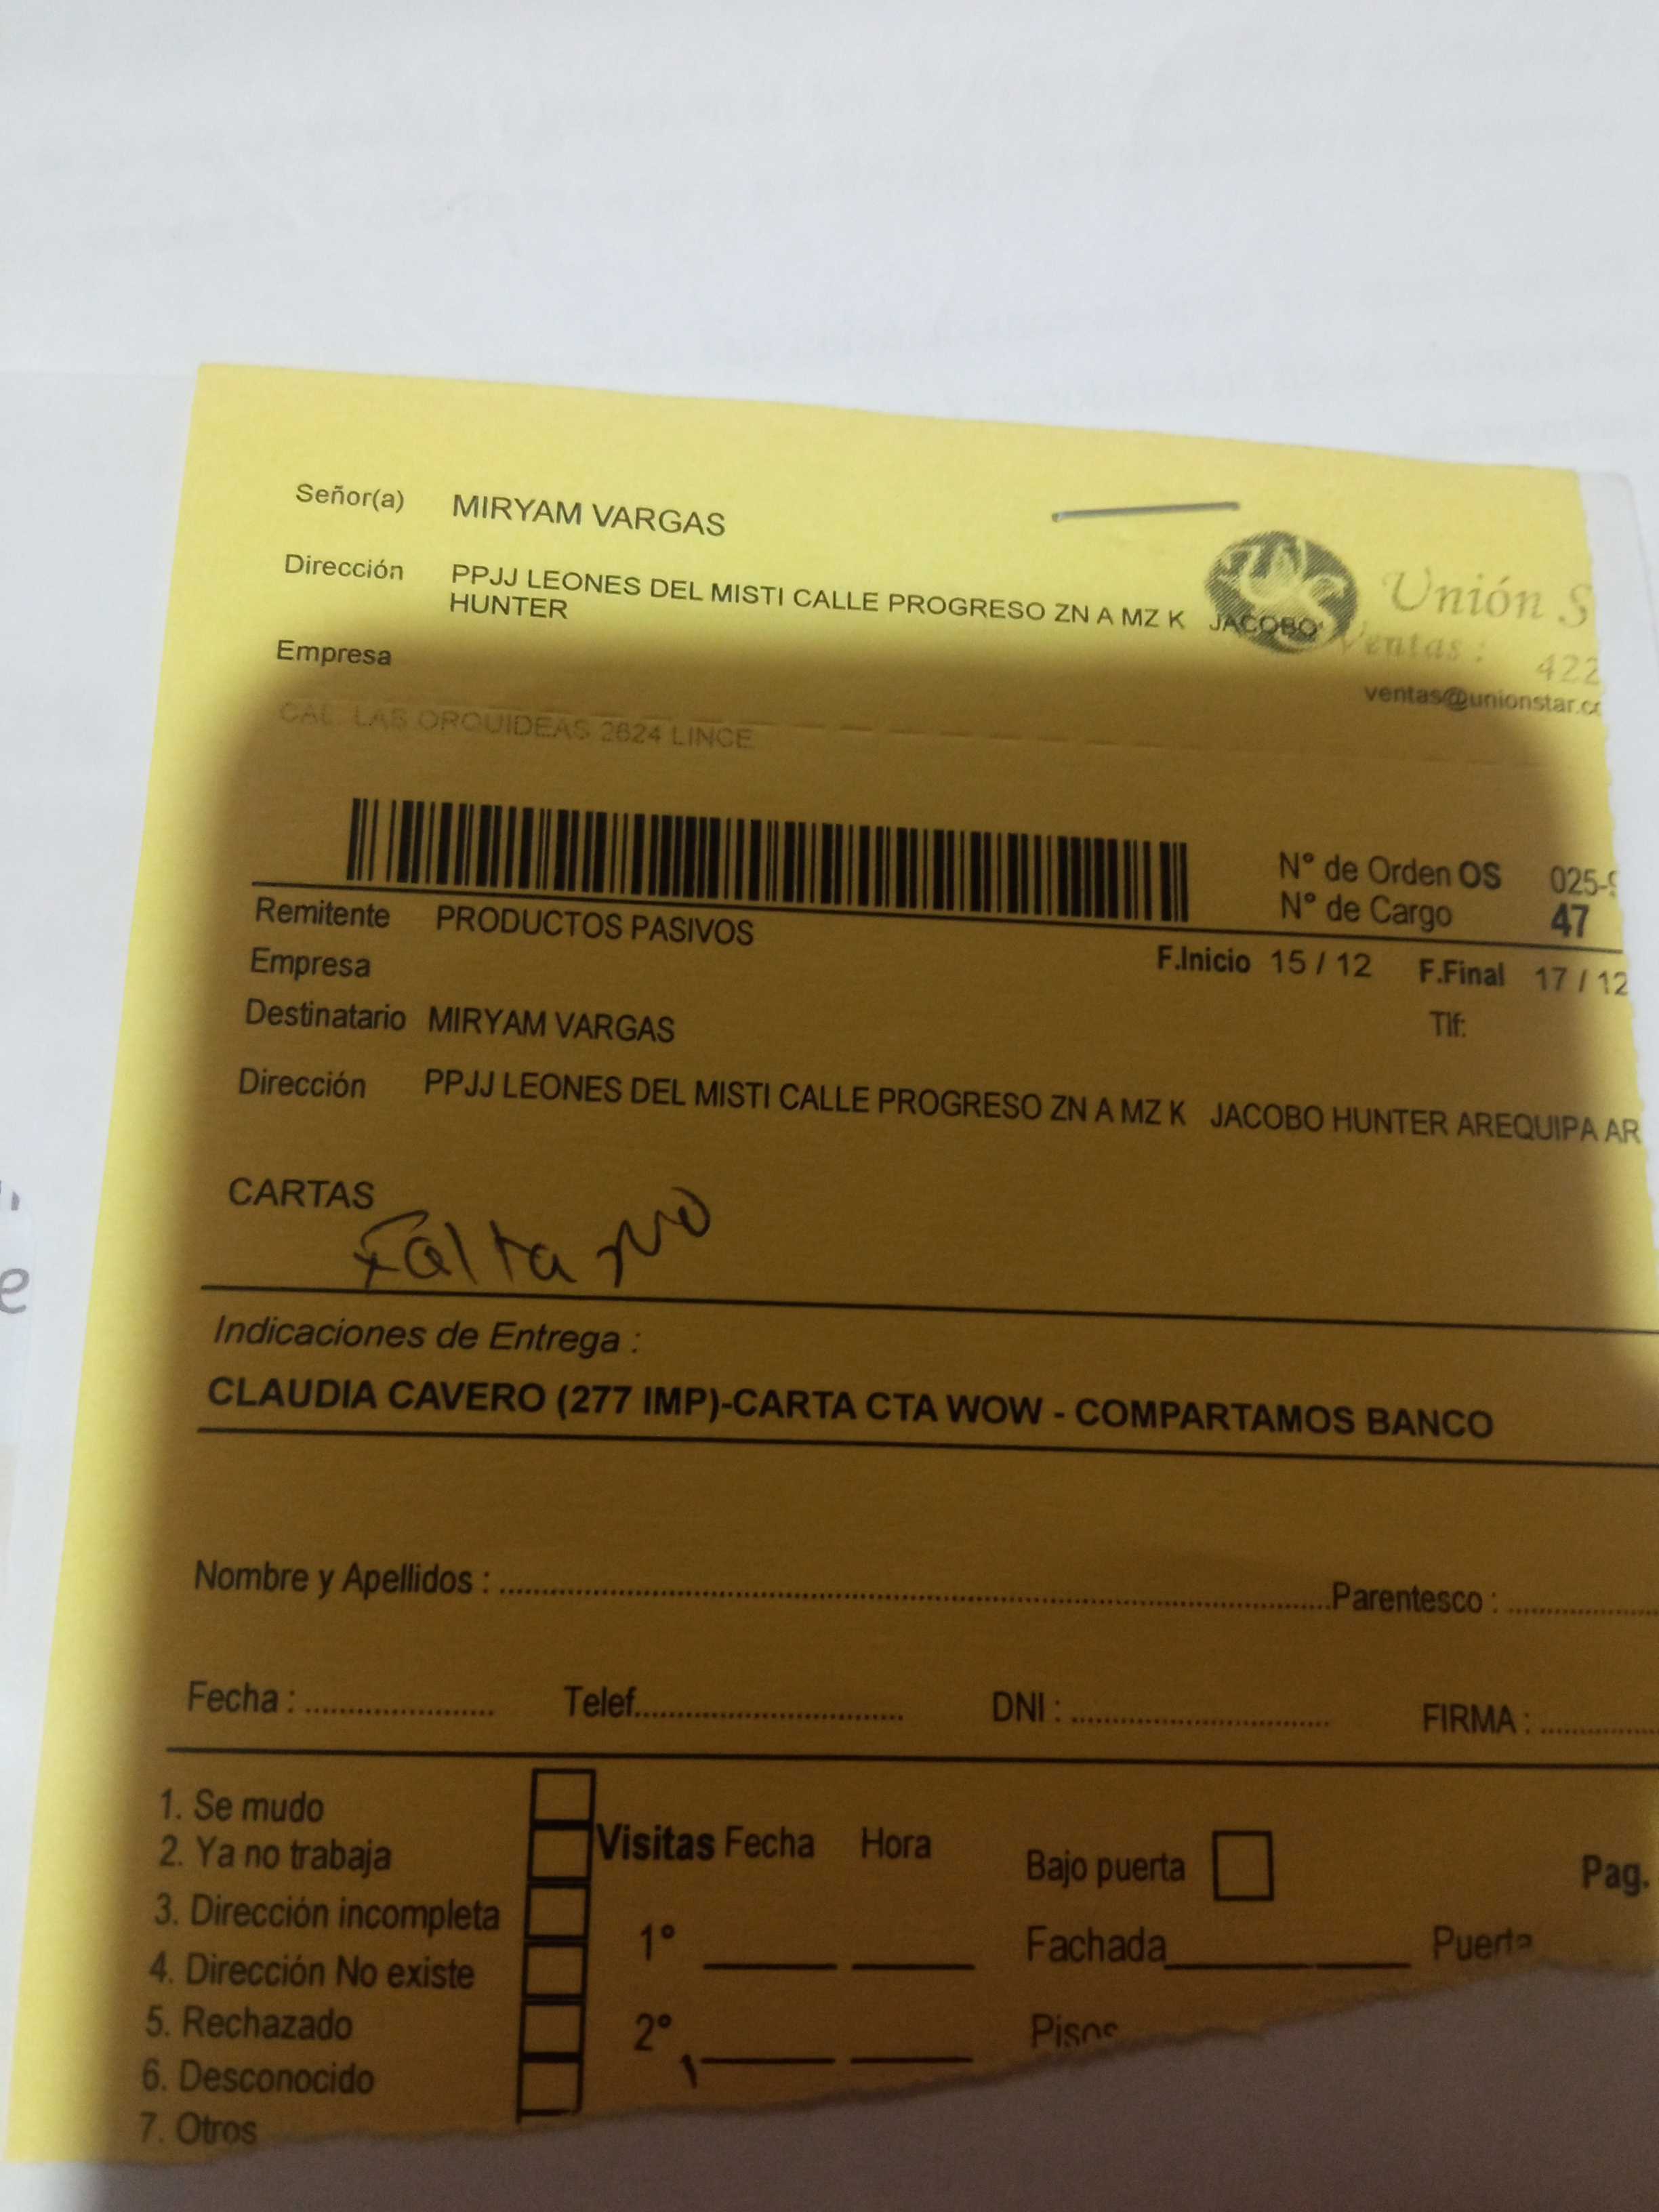 Señor(a) MIRYAM VARGAS
Dirección PPJJ LEONES DEL MISTI CALLE PROGRESO ZN A MZ K JACOBO
HUNTER
Unión S
Ventas : 422
ventas@unionstar.c
Empresa
CAL LAS ORQUIDEAS 2624 LINCE
N° de Orden OS 025-9
N° de Cargo 47
Remitente PRODUCTOS PASIVOS
Empresa F.Inicio 15 / 12 F.Final 17 / 12
Destinatario MIRYAM VARGAS Tlf:
Dirección PPJJ LEONES DEL MISTI CALLE PROGRESO ZN A MZ K JACOBO HUNTER AREQUIPA AR
CARTAS
Falta No
Indicaciones de Entrega :
CLAUDIA CAVERO (277 IMP)-CARTA CTA WOW - COMPARTAMOS BANCO
Nombre y Apellidos : Parentesco :
Fecha : Telef. DNI : FIRMA :
1. Se mudo
2. Ya no trabaja
3. Dirección incompleta
4. Dirección No existe
5. Rechazado
6. Desconocido
7. Otros
Visitas Fecha Hora
1°
2°
Bajo puerta Pag.
Fachada Puerta
Pisos